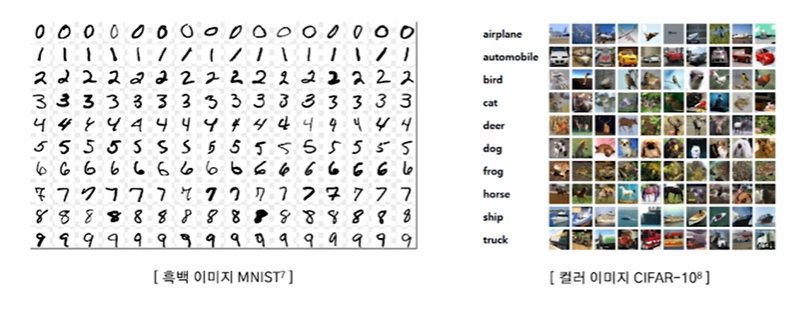 0 0 0 0 0 0 0 0 0 0 0 0 0 0 0 0
1 1 1 1 1 1 1 1 1 1 1 1 1 1 1 1
2 2 2 2 2 2 2 2 2 2 2 2 2 2 2 2
3 3 3 3 3 3 3 3 3 3 3 3 3 3 3 3
4 4 4 4 4 4 4 4 4 4 4 4 4 4 4 4
5 5 5 5 5 5 5 5 5 5 5 5 5 5 5 5
6 6 6 6 6 6 6 6 6 6 6 6 6 6 6 6
7 7 7 7 7 7 7 7 7 7 7 7 7 7 7 7
8 8 8 8 8 8 8 8 8 8 8 8 8 8 8 8
9 9 9 9 9 9 9 9 9 9 9 9 9 9 9 9
[ 흑백 이미지 MNIST⁷ ]
airplane
automobile
bird
cat
deer
dog
frog
horse
ship
truck
[ 컬러 이미지 CIFAR-10⁸ ]